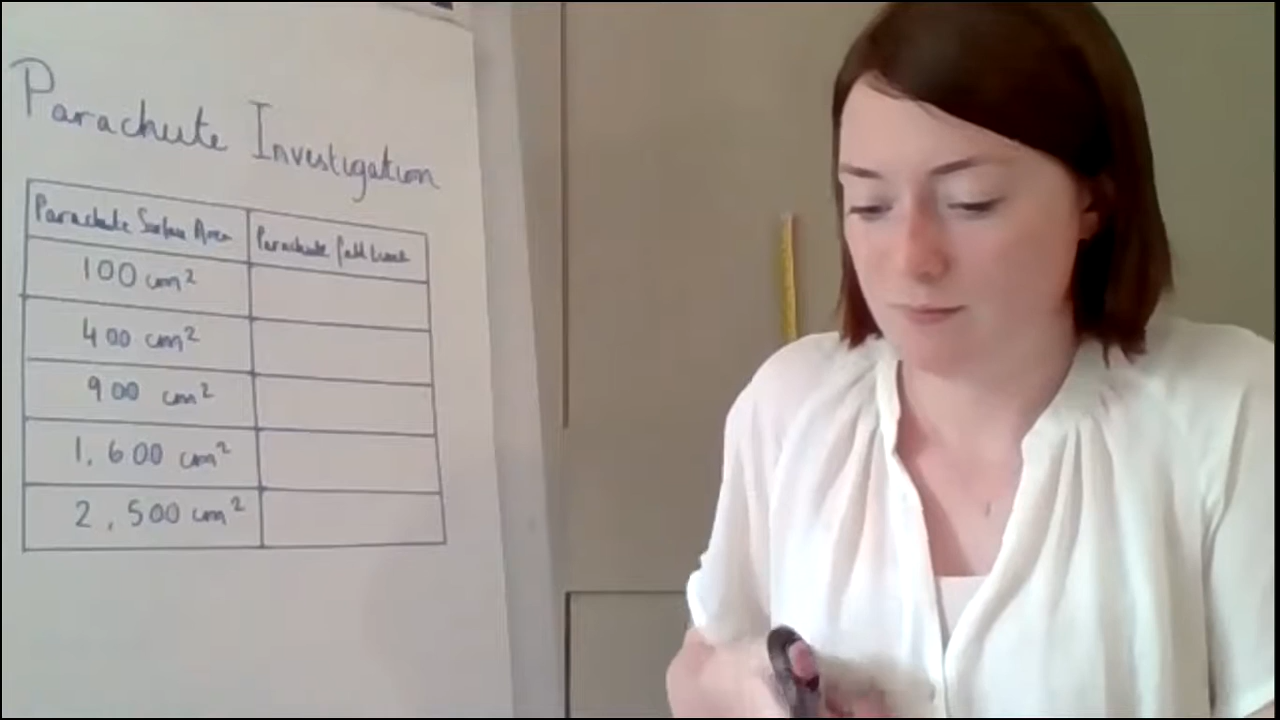 Parachute Investigation
Parachute Surface Area
Parachute fall time
100 cm²
400 cm²
900 cm²
1,600 cm²
2,500 cm²